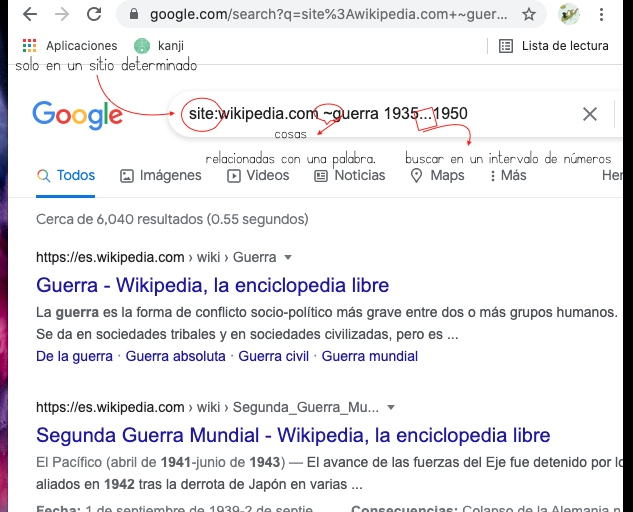 google.com/search?q=site%3Awikipedia.com+~guer...
Aplicaciones kanji Lista de lectura
solo en un sitio determinado
Google site:wikipedia.com ~guerra 1935...1950
cosas
relacionadas con una palabra. buscar en un intervalo de números
Todos Imágenes Videos Noticias Maps Más Her
Cerca de 6,040 resultados (0.55 segundos)
https://es.wikipedia.com › wiki › Guerra
Guerra - Wikipedia, la enciclopedia libre
La guerra es la forma de conflicto socio-político más grave entre dos o más grupos humanos.
Se da en sociedades tribales y en sociedades civilizadas, pero es ...
De la guerra · Guerra absoluta · Guerra civil · Guerra mundial
https://es.wikipedia.com › wiki › Segunda_Guerra_Mu...
Segunda Guerra Mundial - Wikipedia, la enciclopedia libre
El Pacífico (abril de 1941-junio de 1943) — El avance de las fuerzas del Eje fue detenido por lo
aliados en 1942 tras la derrota de Japón en varias ...
Fecha: 1 de septiembre de 1939-2 de septie... Consecuencias: Colapso de la Alemania n